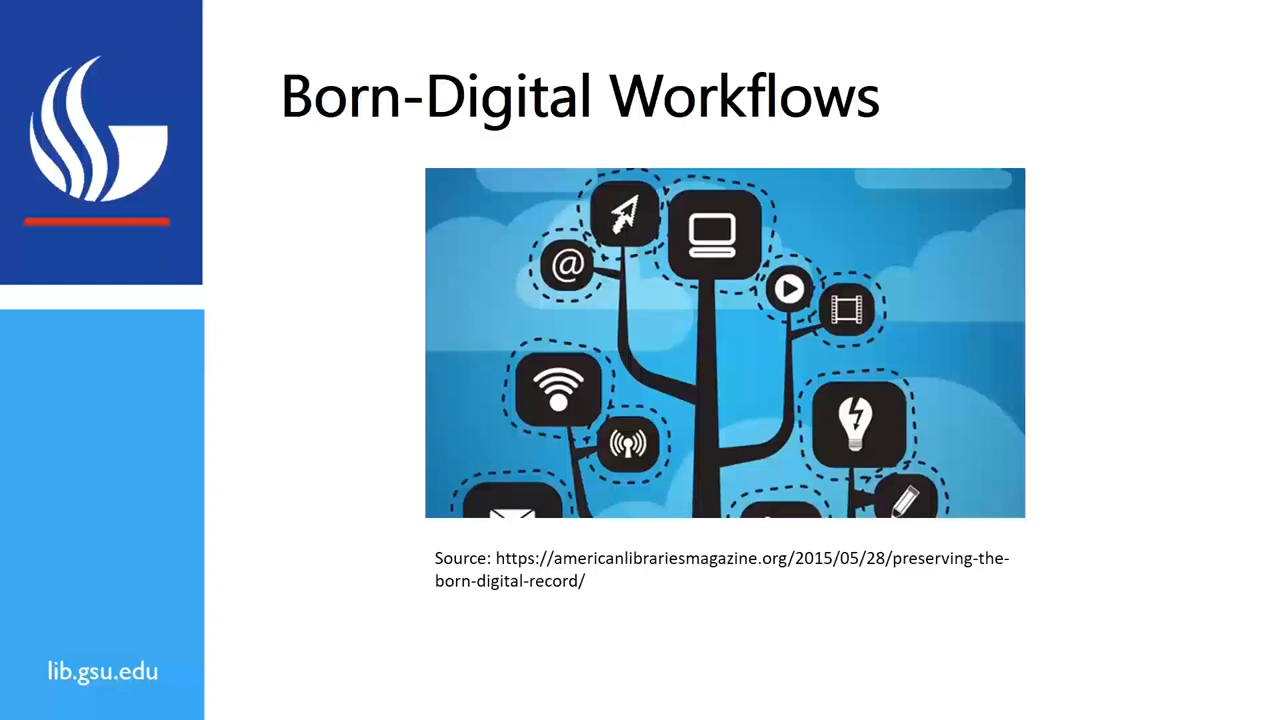 Born-Digital Workflows
@
Source: https://americanlibrariesmagazine.org/2015/05/28/preserving-the-
born-digital-record/
lib.gsu.edu